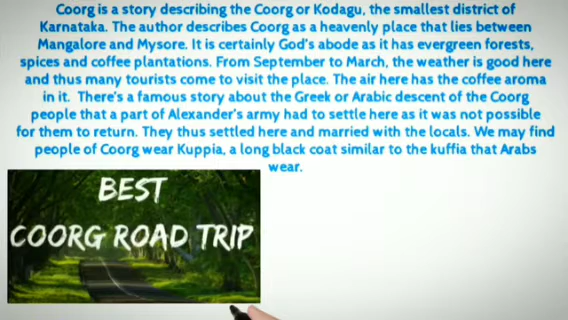 Coorg is a story describing the Coorg or Kodagu, the smallest district of
Karnataka. The author describes Coorg as a heavenly place that lies between
Mangalore and Mysore. It is certainly God's abode as it has evergreen forests,
spices and coffee plantations. From September to March, the weather is good here
and thus many tourists come to visit the place. The air here has the coffee aroma
in it. There's a famous story about the Greek or Arabic descent of the Coorg
people that a part of Alexander's army had to settle here as it was not possible
for them to return. They thus settled here and married with the locals. We may find
people of Coorg wear Kuppia, a long black coat similar to the kuffia that Arabs
wear.
BEST
COORG ROAD TRIP